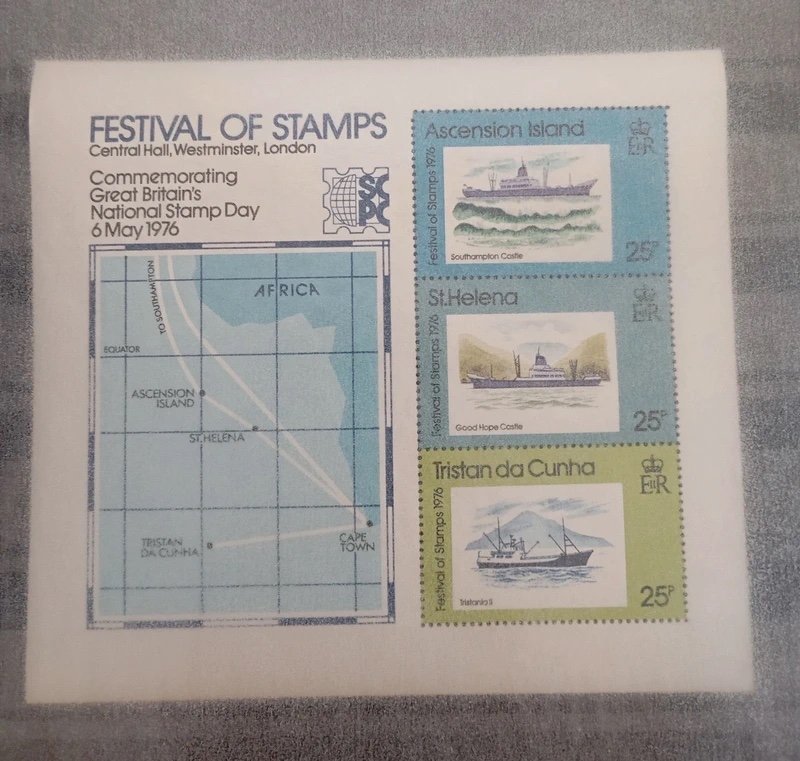 FESTIVAL OF STAMPS
Central Hall, Westminster, London
Commemorating
Great Britain's
National Stamp Day
6 May 1976
SC
PC
TO SOUTHAMPTON
AFRICA
EQUATOR
ASCENSION
ISLAND
ST.HELENA
TRISTAN
DA CUNHA
CAPE
TOWN
Ascension Island
EIIR
Festival of Stamps 1976
Southampton Castle
25P
St.Helena
EIIR
Festival of Stamps 1976
Good Hope Castle
25P
Tristan da Cunha
EIIR
Festival of Stamps 1976
Tristania II
25P